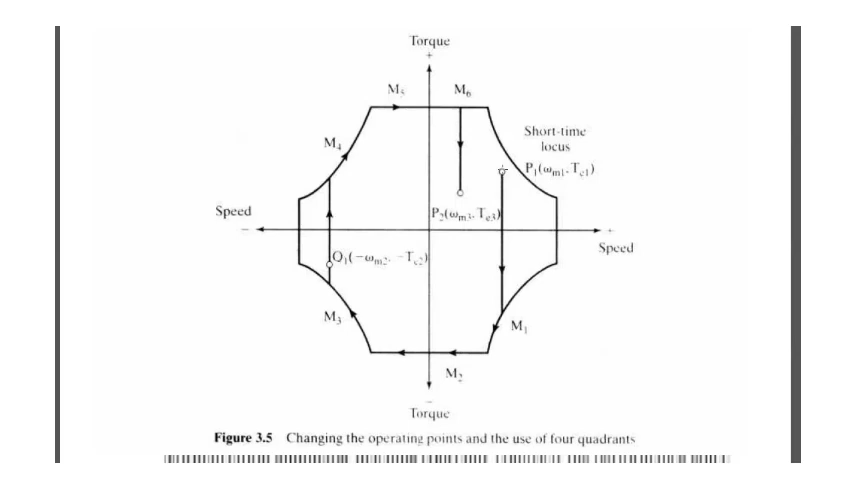 Torque
+
M₅ M₆
Short-time
locus
M₄
P₁(ωm1, Te1)
Speed
P₂(ωm3, Te3)
− +
Speed
Q₁(−ωm2, −Te2)
M₃ M₁
M₂
−
Torque
Figure 3.5 Changing the operating points and the use of four quadrants